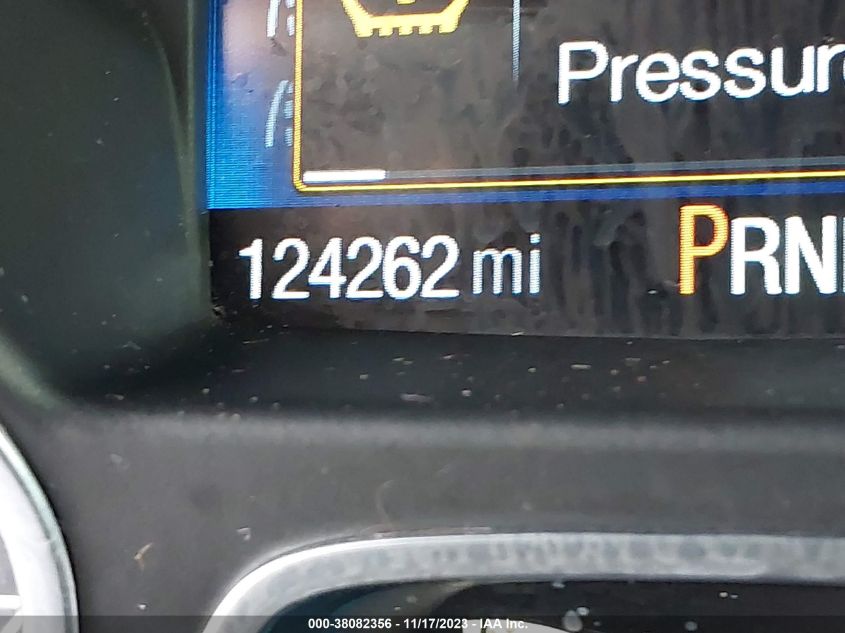 Pressur
124262 mi PRN
000-38082356 - 11/17/2023 - IAA Inc.